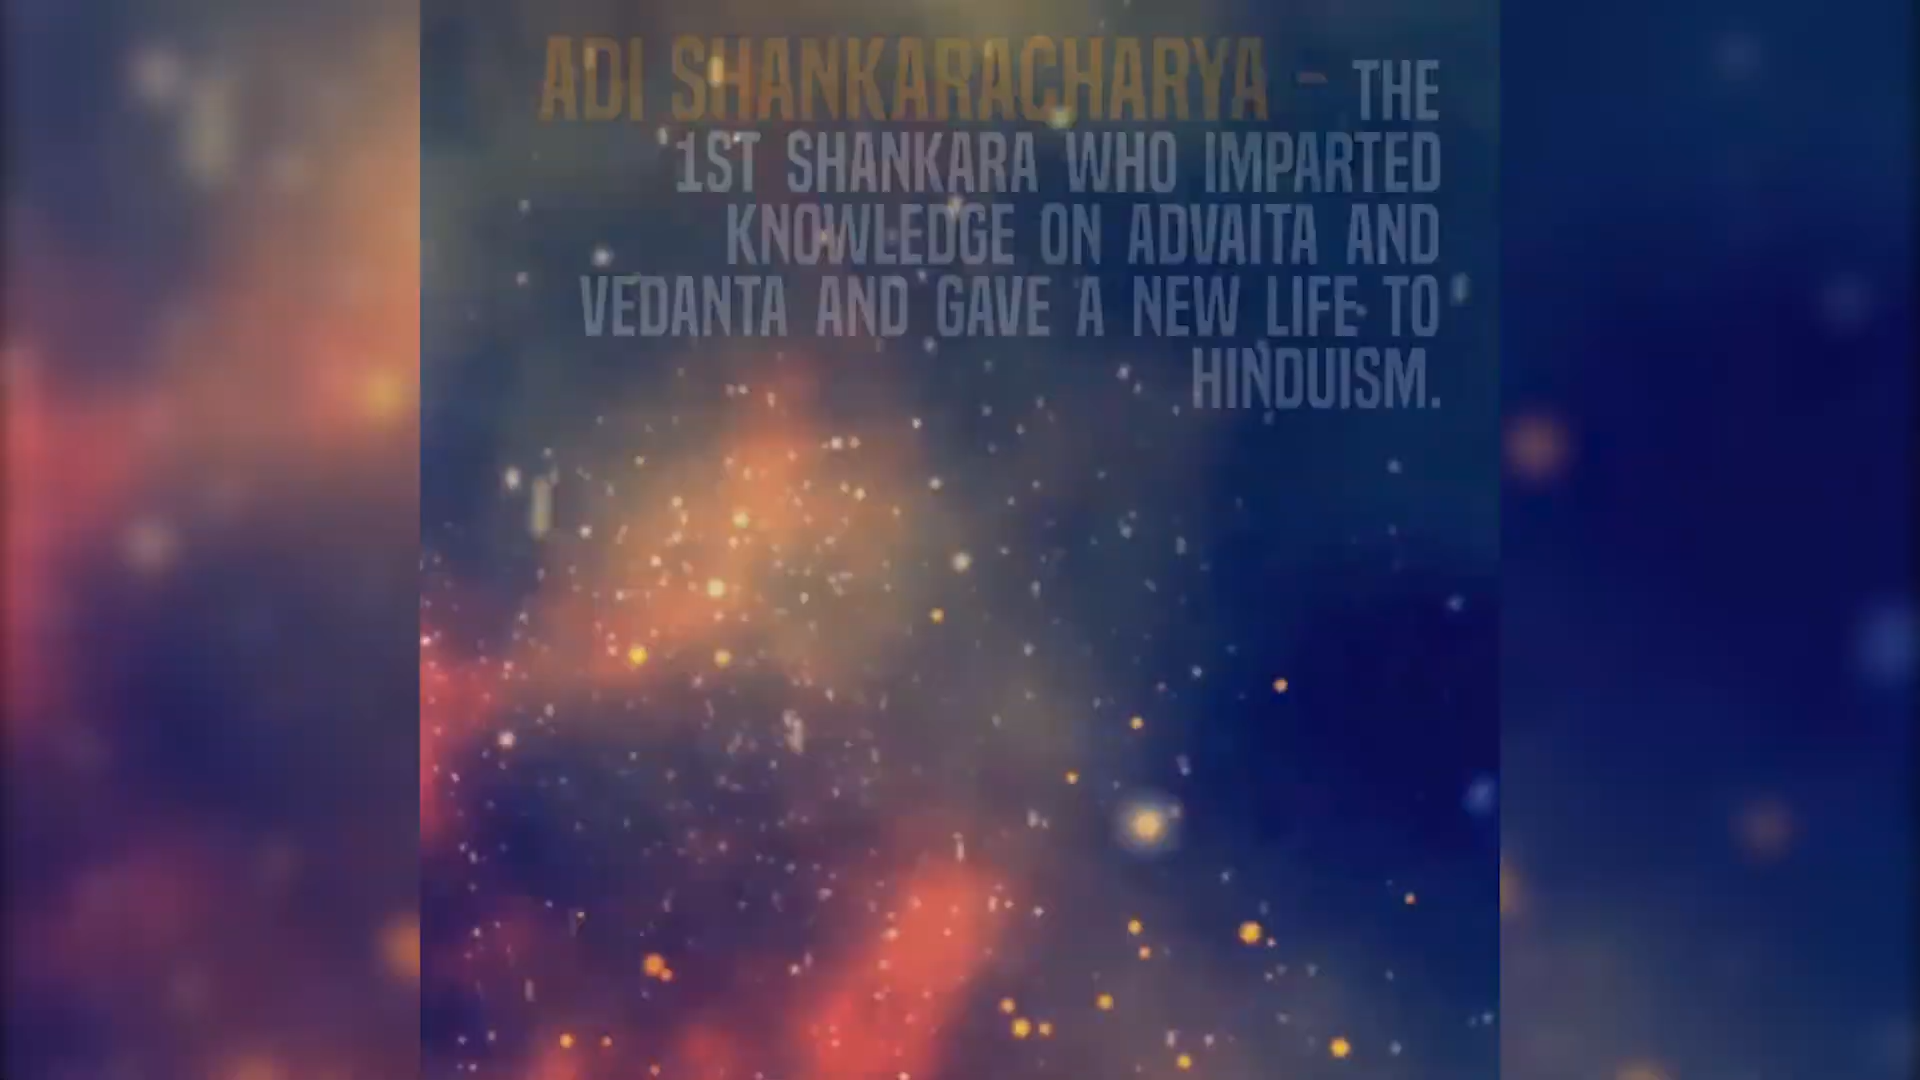 ADI SHANKARACHARYA - THE
1ST SHANKARA WHO IMPARTED
KNOWLEDGE ON ADVAITA AND
VEDANTA AND GAVE A NEW LIFE TO
HINDUISM.